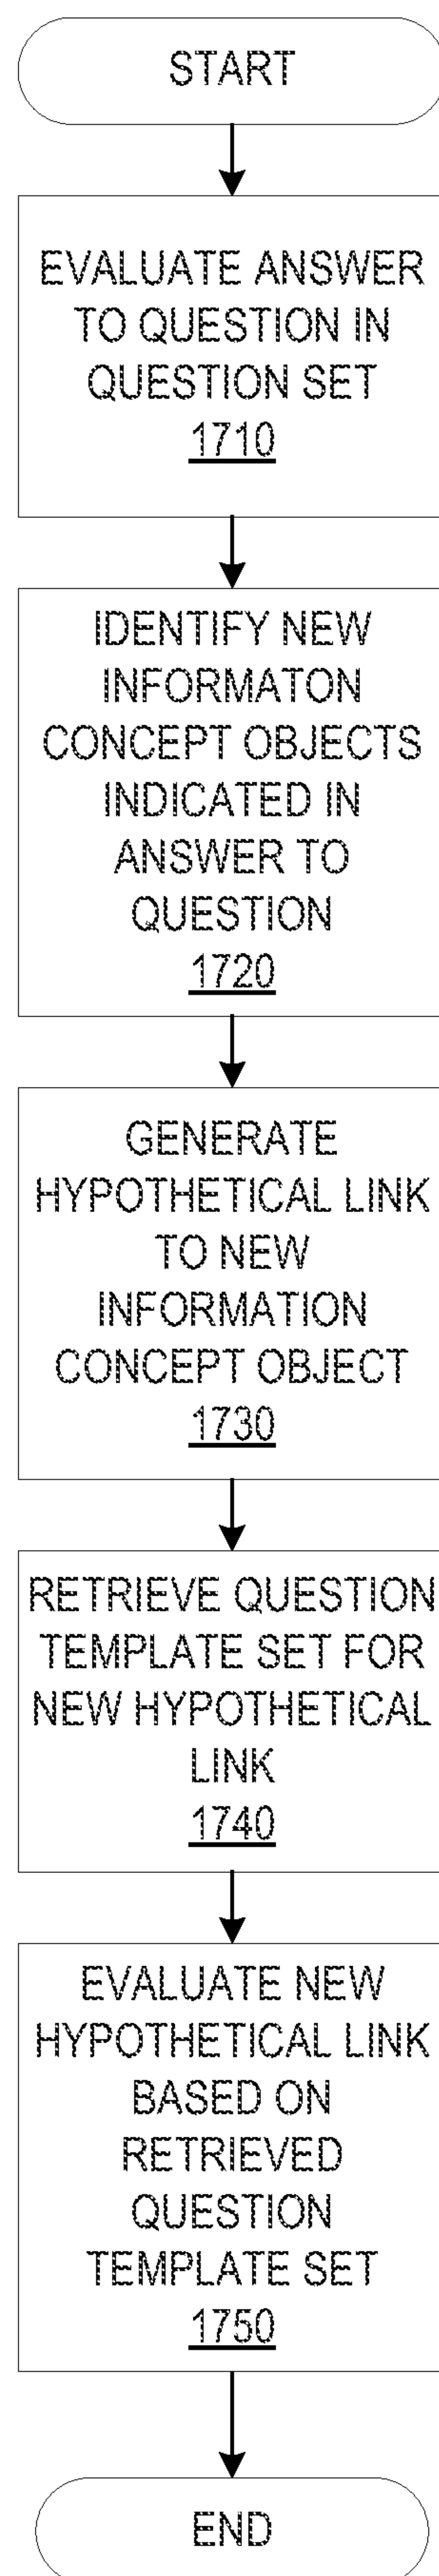 START
EVALUATE ANSWER
TO QUESTION IN
QUESTION SET
1710
IDENTIFY NEW
INFORMATON
CONCEPT OBJECTS
INDICATED IN
ANSWER TO
QUESTION
1720
GENERATE
HYPOTHETICAL LINK
TO NEW
INFORMATION
CONCEPT OBJECT
1730
RETRIEVE QUESTION
TEMPLATE SET FOR
NEW HYPOTHETICAL
LINK
1740
EVALUATE NEW
HYPOTHETICAL LINK
BASED ON
RETRIEVED
QUESTION
TEMPLATE SET
1750
END